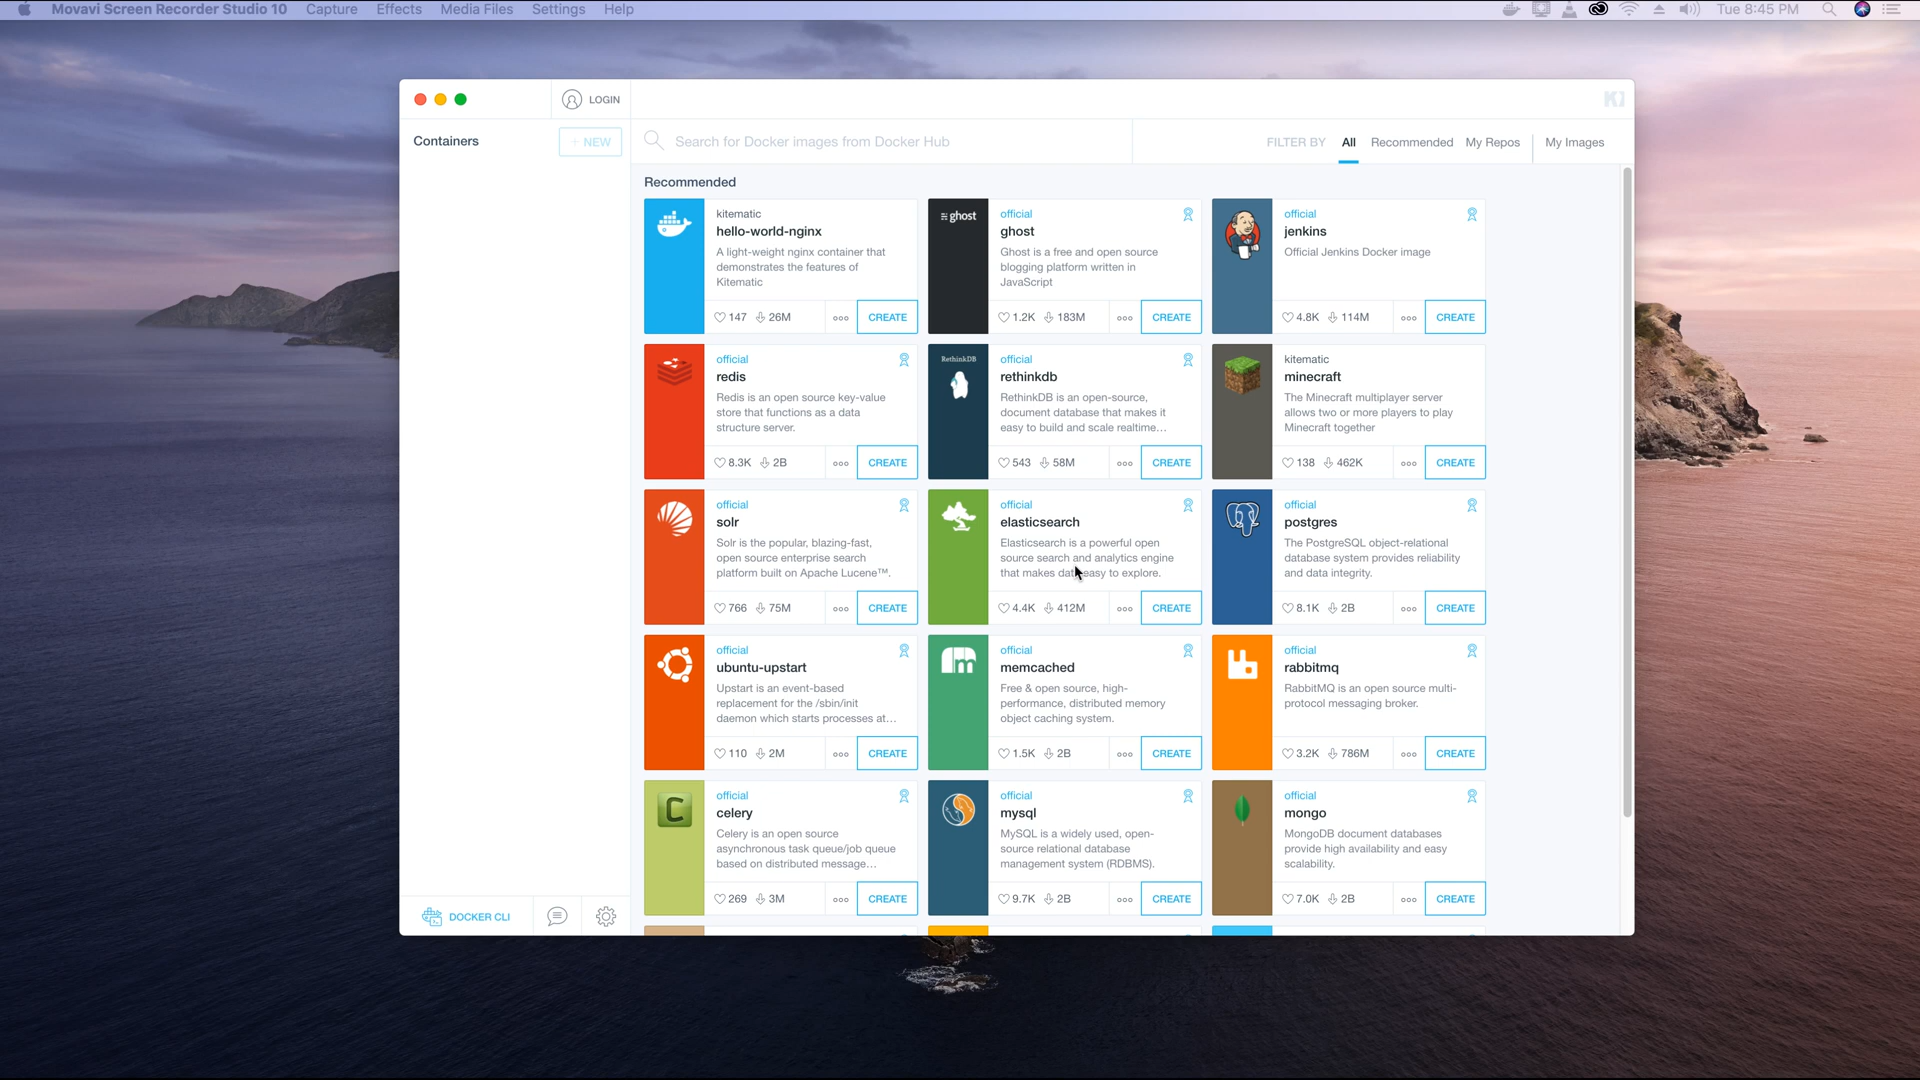 Movavi Screen Recorder Studio 10 Capture Effects Media Files Settings Help Tue 8:45 PM
LOGIN
Containers
+ NEW
Search for Docker images from Docker Hub
FILTER BY All Recommended My Repos My Images
Recommended
kitematic
hello-world-nginx
A light-weight nginx container that
demonstrates the features of
Kitematic
147 26M CREATE
ghost
official
ghost
Ghost is a free and open source
blogging platform written in
JavaScript
1.2K 183M CREATE
official
jenkins
Official Jenkins Docker image
4.8K 114M CREATE
official
redis
Redis is an open source key-value
store that functions as a data
structure server.
8.3K 2B CREATE
RethinkDB
official
rethinkdb
RethinkDB is an open-source,
document database that makes it
easy to build and scale realtime...
543 58M CREATE
kitematic
minecraft
The Minecraft multiplayer server
allows two or more players to play
Minecraft together
138 462K CREATE
official
solr
Solr is the popular, blazing-fast,
open source enterprise search
platform built on Apache Lucene™.
766 75M CREATE
official
elasticsearch
Elasticsearch is a powerful open
source search and analytics engine
that makes data easy to explore.
4.4K 412M CREATE
official
postgres
The PostgreSQL object-relational
database system provides reliability
and data integrity.
8.1K 2B CREATE
official
ubuntu-upstart
Upstart is an event-based
replacement for the /sbin/init
daemon which starts processes at...
110 2M CREATE
official
memcached
Free & open source, high-
performance, distributed memory
object caching system.
1.5K 2B CREATE
official
rabbitmq
RabbitMQ is an open source multi-
protocol messaging broker.
3.2K 786M CREATE
C
official
celery
Celery is an open source
asynchronous task queue/job queue
based on distributed message...
269 3M CREATE
official
mysql
MySQL is a widely used, open-
source relational database
management system (RDBMS).
9.7K 2B CREATE
official
mongo
MongoDB document databases
provide high availability and easy
scalability.
7.0K 2B CREATE
DOCKER CLI